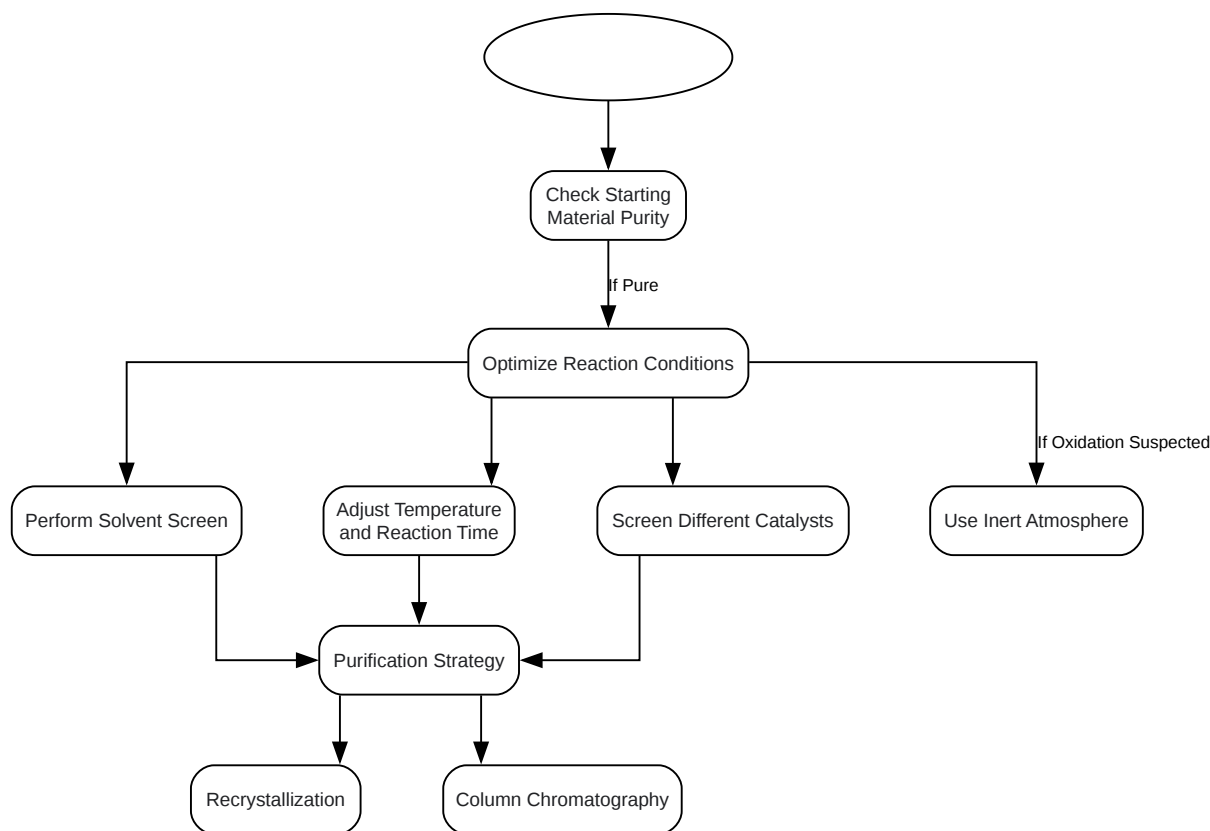 Check Starting
Material Purity
If Pure
Optimize Reaction Conditions
If Oxidation Suspected
Perform Solvent Screen
Adjust Temperature
and Reaction Time
Screen Different Catalysts
Use Inert Atmosphere
Purification Strategy
Recrystallization
Column Chromatography